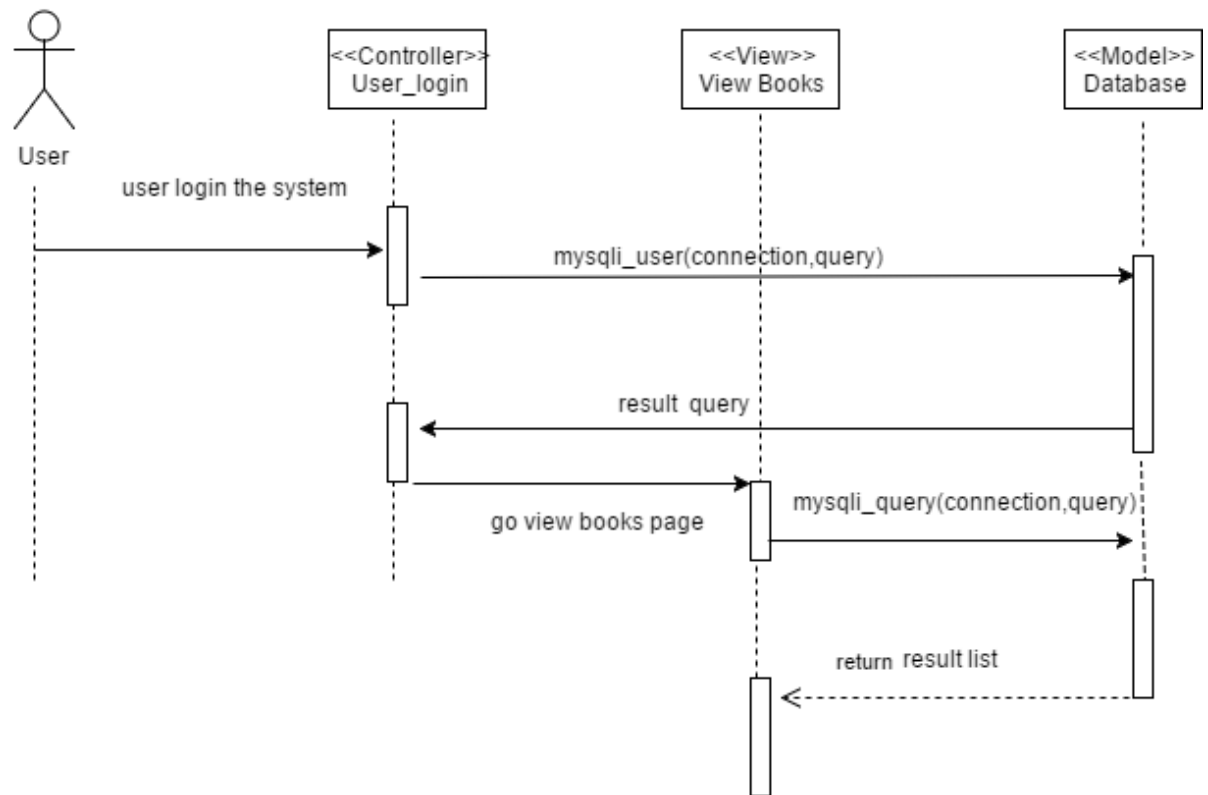 <<Controller>>
User_login
<<View>>
View Books
<<Model>>
Database
User
user login the system
mysqli_user(connection,query)
result query
go view books page
mysqli_query(connection,query)
return result list